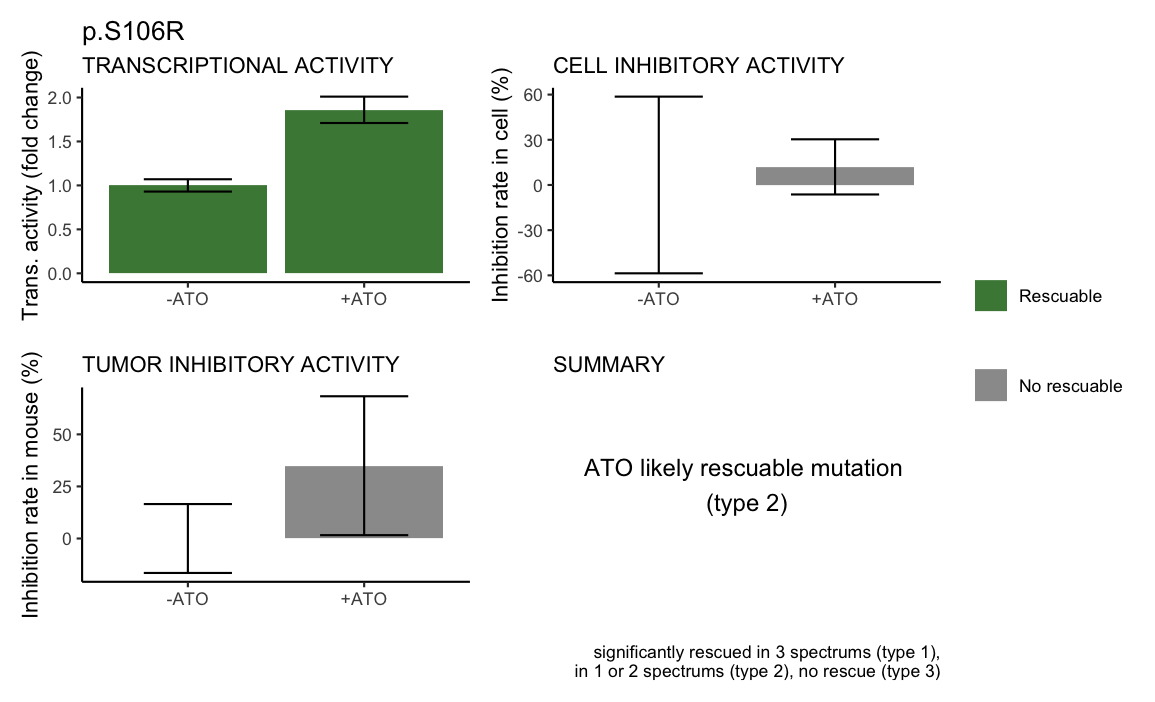 p.S106R
TRANSCRIPTIONAL ACTIVITY
Trans. activity (fold change)
2.0
1.5
1.0
0.5
0.0
-ATO
+ATO
CELL INHIBITORY ACTIVITY
Inhibition rate in cell (%)
60
30
0
-30
-60
-ATO
+ATO
Rescuable
No rescuable
TUMOR INHIBITORY ACTIVITY
Inhibition rate in mouse (%)
50
25
0
-ATO
+ATO
SUMMARY
ATO likely rescuable mutation
(type 2)
significantly rescued in 3 spectrums (type 1),
in 1 or 2 spectrums (type 2), no rescue (type 3)